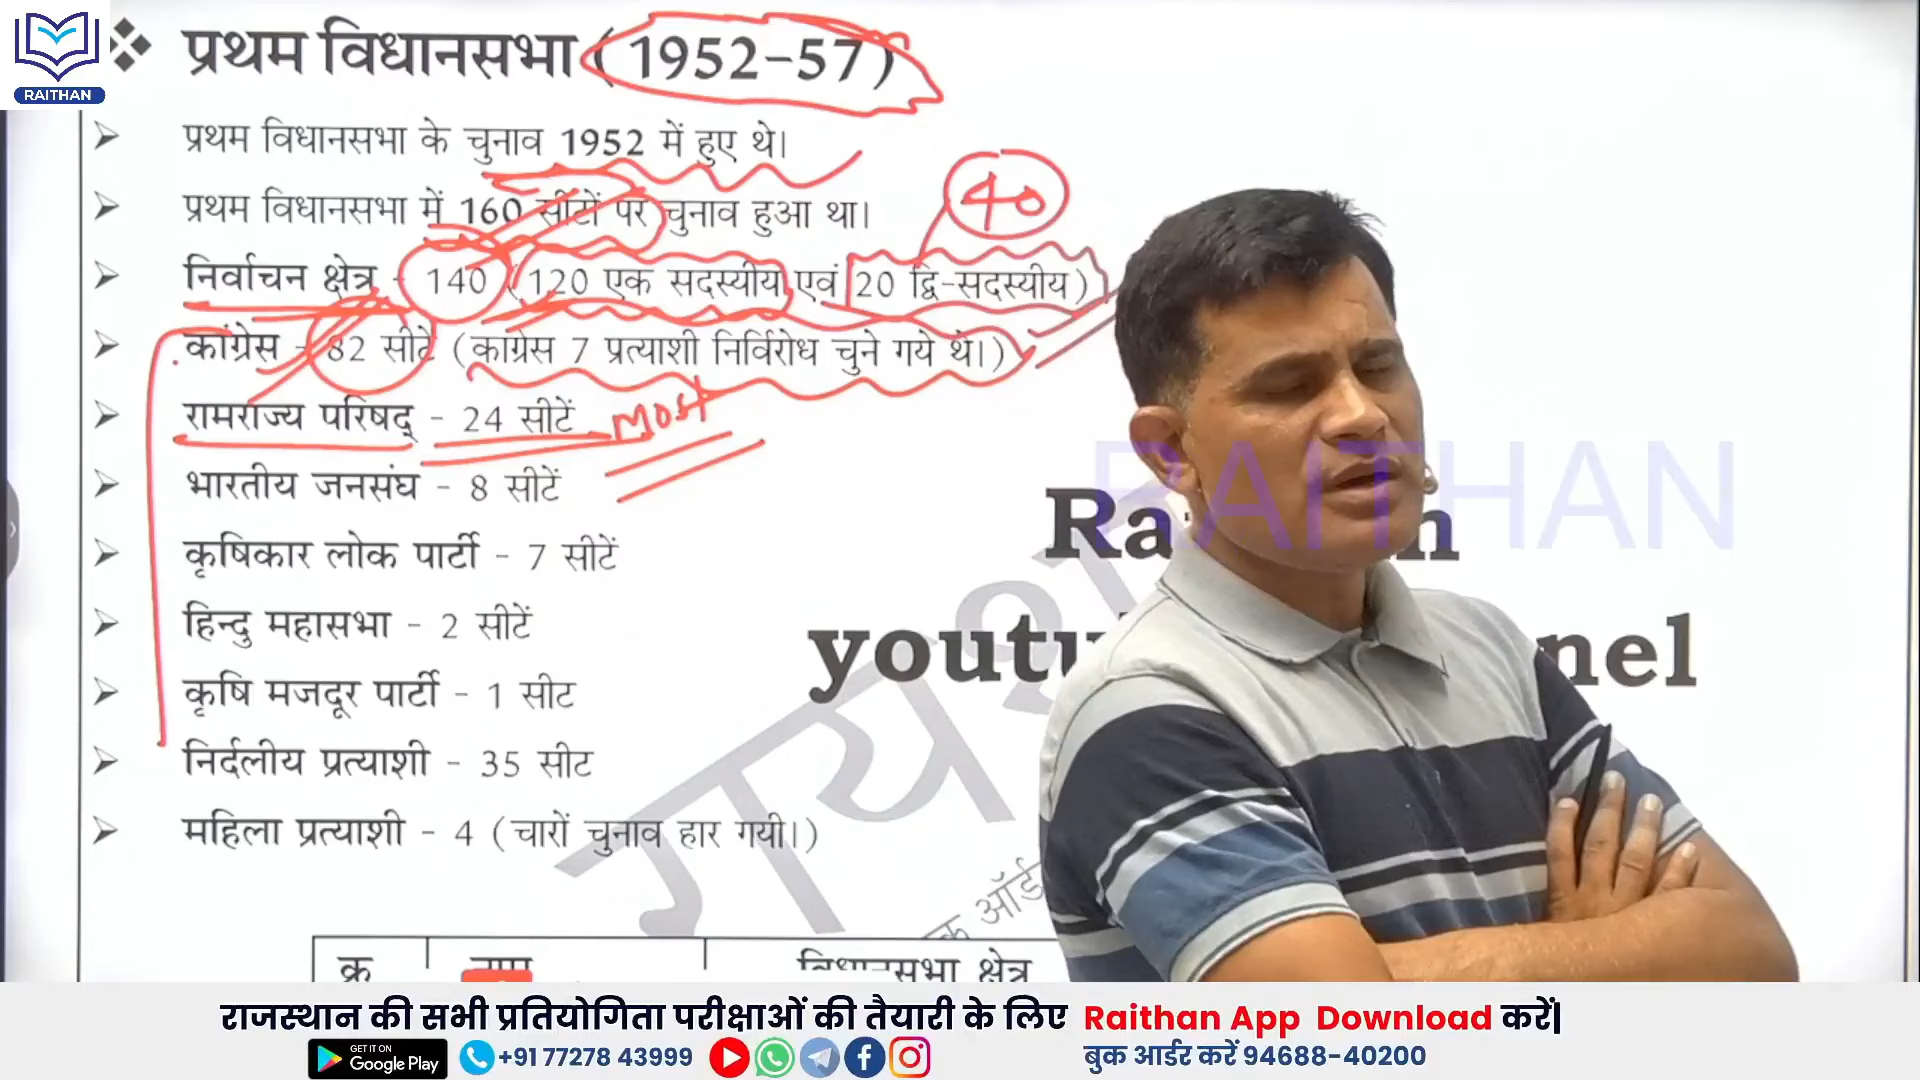 RAITHAN
प्रथम विधानसभा (1952-57)
प्रथम विधानसभा के चुनाव 1952 में हुए थे।
40
प्रथम विधानसभा में 160 सीटों पर चुनाव हुआ था।
निर्वाचन क्षेत्र - 140 (120 एक सदस्यीय एवं 20 द्वि-सदस्यीय)
कांग्रेस - 82 सीटें (कांग्रेस 7 प्रत्याशी निर्विरोध चुने गये थे।)
रामराज्य परिषद् - 24 सीटें Most
भारतीय जनसंघ - 8 सीटें
RAITHAN
कृषिकार लोक पार्टी - 7 सीटें
हिन्दु महासभा - 2 सीटें
कृषि मजदूर पार्टी - 1 सीट
निर्दलीय प्रत्याशी - 35 सीट
महिला प्रत्याशी - 4 (चारों चुनाव हार गयी।)
विधानसभा क्षेत्र
राजस्थान की सभी प्रतियोगिता परीक्षाओं की तैयारी के लिए Raithan App Download करें|
GET IT ON Google Play +91 77278 43999 बुक आर्डर करें 94688-40200